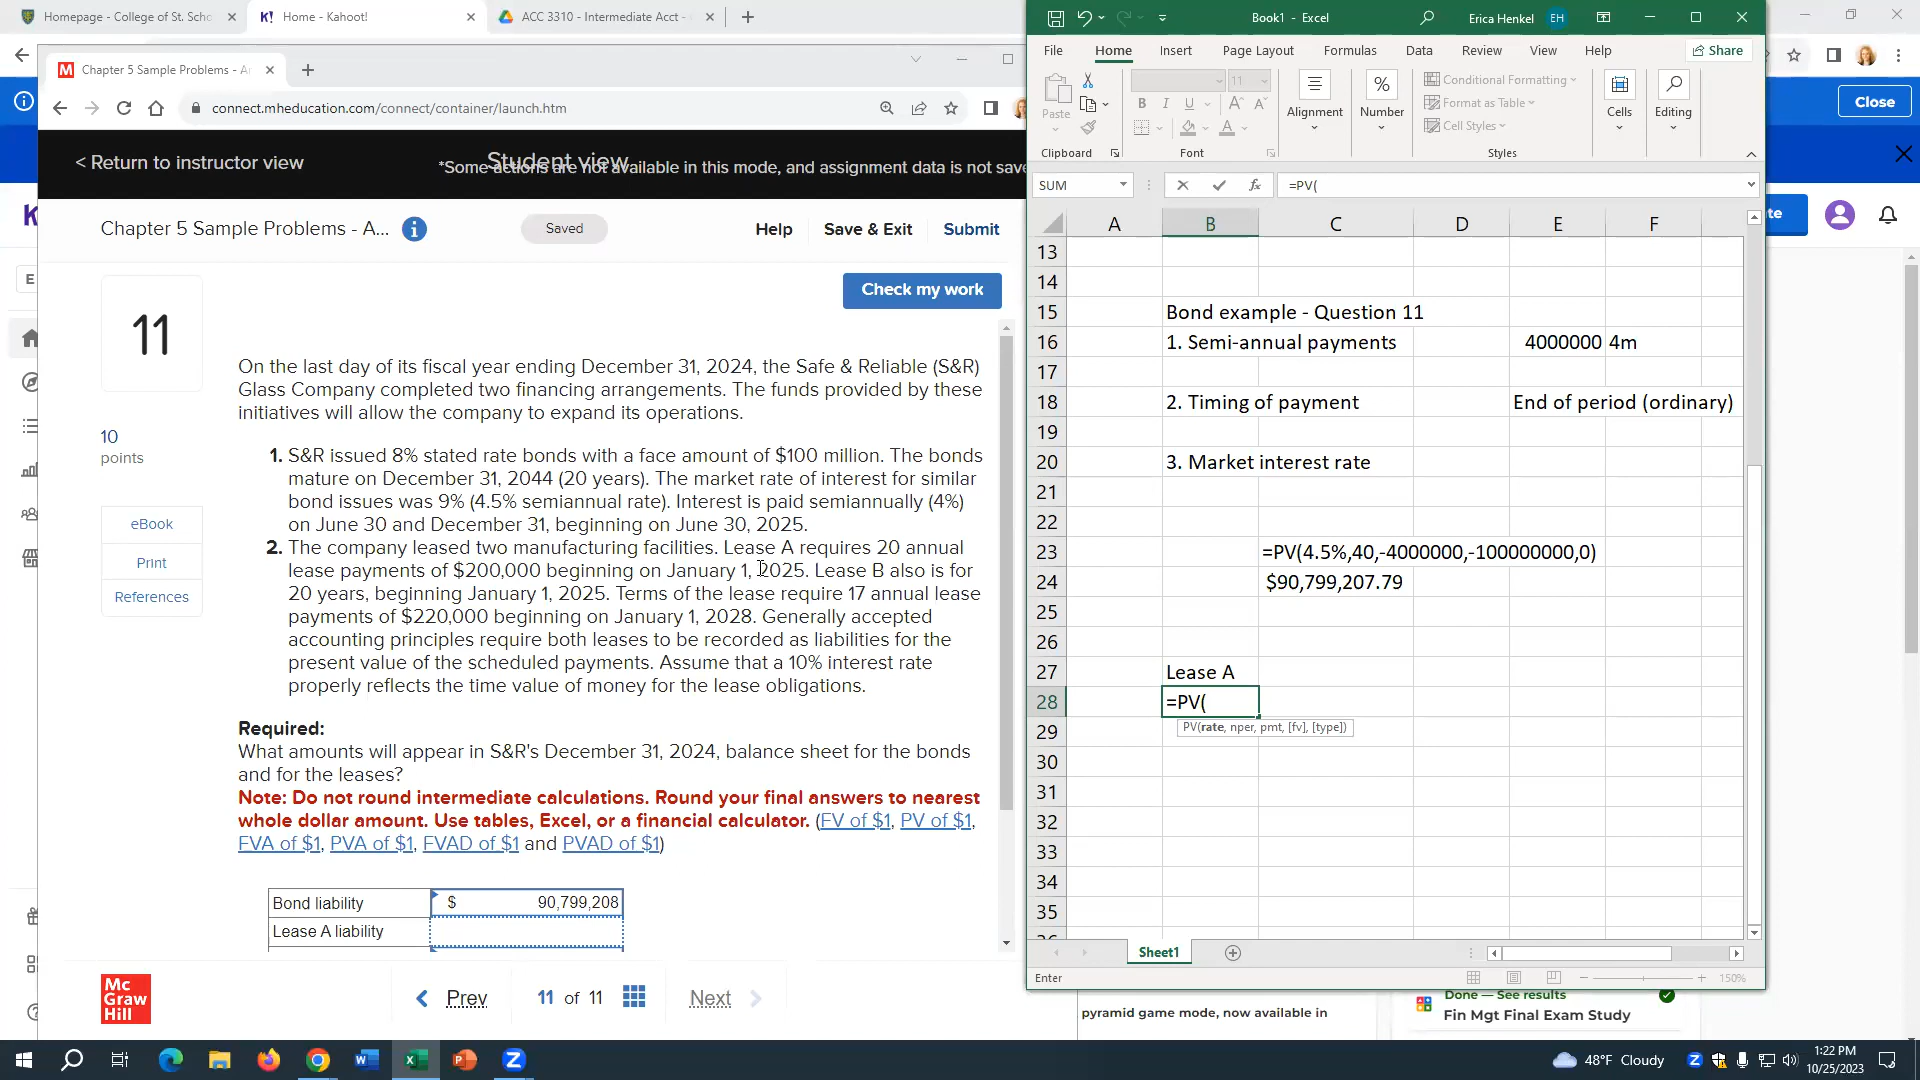 Homepage - College of St. Scho
Home - Kahoot!
ACC 3310 - Intermediate Acct -
Chapter 5 Sample Problems - A
connect.mheducation.com/connect/container/launch.htm
< Return to instructor view
Student view
*Some actions are not available in this mode, and assignment data is not save
Chapter 5 Sample Problems - A...
Saved
Help
Save & Exit
Submit
Check my work
11
10
points
eBook
Print
References
On the last day of its fiscal year ending December 31, 2024, the Safe & Reliable (S&R)
Glass Company completed two financing arrangements. The funds provided by these
initiatives will allow the company to expand its operations.
1. S&R issued 8% stated rate bonds with a face amount of $100 million. The bonds
mature on December 31, 2044 (20 years). The market rate of interest for similar
bond issues was 9% (4.5% semiannual rate). Interest is paid semiannually (4%)
on June 30 and December 31, beginning on June 30, 2025.
2. The company leased two manufacturing facilities. Lease A requires 20 annual
lease payments of $200,000 beginning on January 1, 2025. Lease B also is for
20 years, beginning January 1, 2025. Terms of the lease require 17 annual lease
payments of $220,000 beginning on January 1, 2028. Generally accepted
accounting principles require both leases to be recorded as liabilities for the
present value of the scheduled payments. Assume that a 10% interest rate
properly reflects the time value of money for the lease obligations.
Required:
What amounts will appear in S&R's December 31, 2024, balance sheet for the bonds
and for the leases?
Note: Do not round intermediate calculations. Round your final answers to nearest
whole dollar amount. Use tables, Excel, or a financial calculator. (FV of $1, PV of $1,
FVA of $1, PVA of $1, FVAD of $1 and PVAD of $1)
Bond liability $ 90,799,208
Lease A liability
Mc
Graw
Hill
Prev
11 of 11
Next
Book1 - Excel
Erica Henkel
EH
File Home Insert Page Layout Formulas Data Review View Help Share
Paste
Clipboard
11
B I U
Font
Alignment
Number
Conditional Formatting
Format as Table
Cell Styles
Styles
Cells
Editing
SUM
fx
=PV(
A B C D E F
13
14
15 Bond example - Question 11
16 1. Semi-annual payments 4000000 4m
17
18 2. Timing of payment End of period (ordinary)
19
20 3. Market interest rate
21
22
23 =PV(4.5%,40,-4000000,-100000000,0)
24 $90,799,207.79
25
26
27 Lease A
28 =PV(
PV(rate, nper, pmt, [fv], [type])
29
30
31
32
33
34
35
Sheet1
Enter
150%
Close
te
E
pyramid game mode, now available in
Done — See results
Fin Mgt Final Exam Study
48°F Cloudy
1:22 PM
10/25/2023